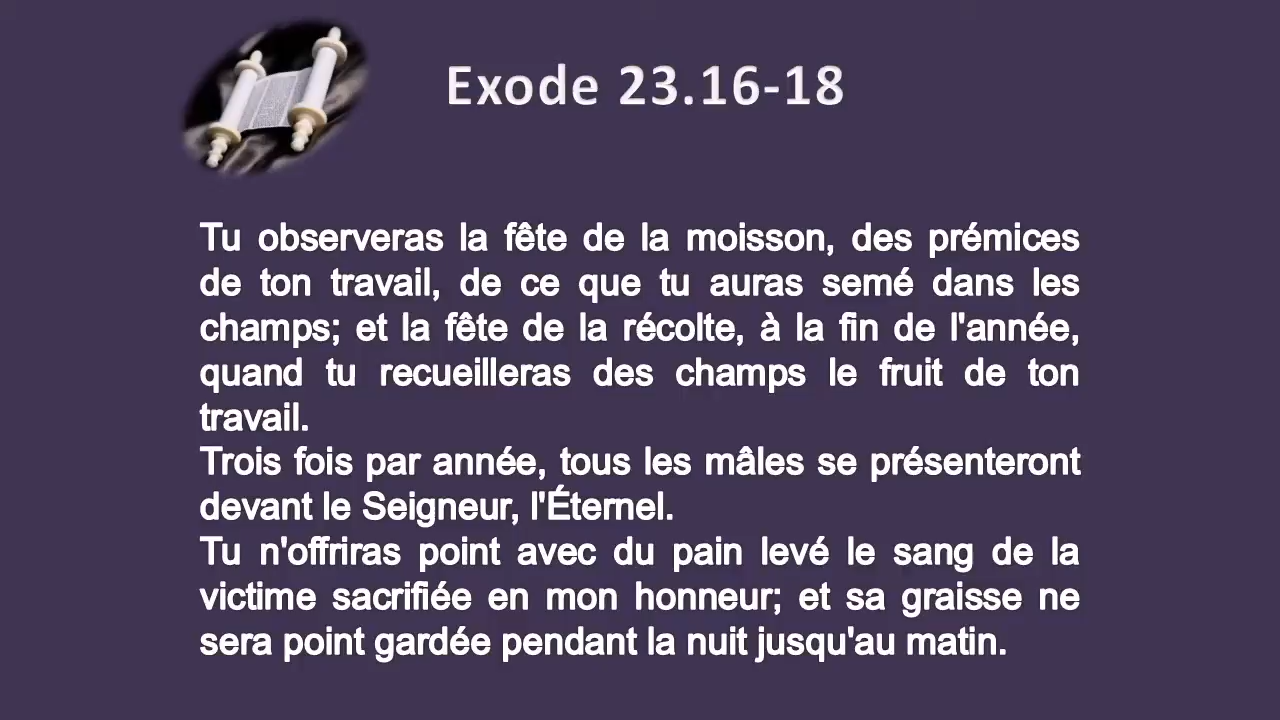 Exode 23.16-18
Tu observeras la fête de la moisson, des prémices
de ton travail, de ce que tu auras semé dans les
champs; et la fête de la récolte, à la fin de l'année,
quand tu recueilleras des champs le fruit de ton
travail.
Trois fois par année, tous les mâles se présenteront
devant le Seigneur, l'Éternel.
Tu n'offriras point avec du pain levé le sang de la
victime sacrifiée en mon honneur; et sa graisse ne
sera point gardée pendant la nuit jusqu'au matin.